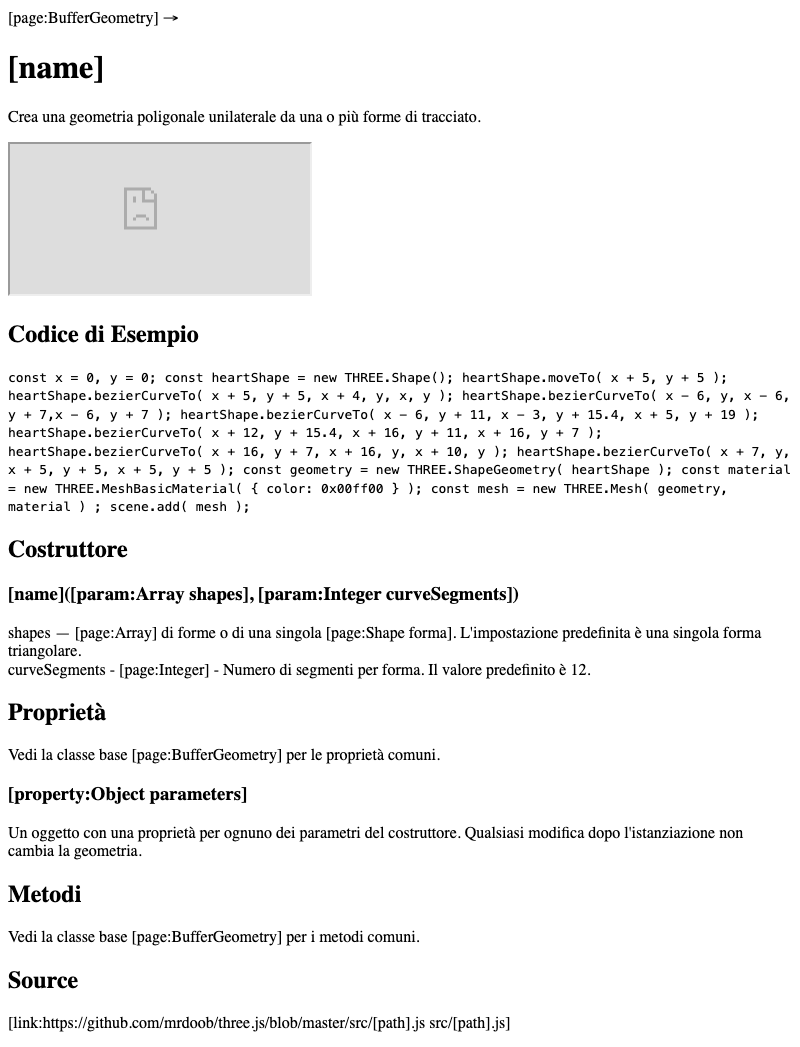 [page:BufferGeometry] →
[name]
Crea una geometria poligonale unilaterale da una o più forme di tracciato.
Codice di Esempio
const x = 0, y = 0; const heartShape = new THREE.Shape(); heartShape.moveTo( x + 5, y + 5 );
heartShape.bezierCurveTo( x + 5, y + 5, x + 4, y, x, y ); heartShape.bezierCurveTo( x − 6, y, x − 6,
y + 7,x − 6, y + 7 ); heartShape.bezierCurveTo( x − 6, y + 11, x − 3, y + 15.4, x + 5, y + 19 );
heartShape.bezierCurveTo( x + 12, y + 15.4, x + 16, y + 11, x + 16, y + 7 );
heartShape.bezierCurveTo( x + 16, y + 7, x + 16, y, x + 10, y ); heartShape.bezierCurveTo( x + 7, y,
x + 5, y + 5, x + 5, y + 5 ); const geometry = new THREE.ShapeGeometry( heartShape ); const material
= new THREE.MeshBasicMaterial( { color: 0x00ff00 } ); const mesh = new THREE.Mesh( geometry,
material ) ; scene.add( mesh );
Costruttore
[name]([param:Array shapes], [param:Integer curveSegments])
shapes — [page:Array] di forme o di una singola [page:Shape forma]. L'impostazione predefinita è una singola forma
triangolare.
curveSegments - [page:Integer] - Numero di segmenti per forma. Il valore predefinito è 12.
Proprietà
Vedi la classe base [page:BufferGeometry] per le proprietà comuni.
[property:Object parameters]
Un oggetto con una proprietà per ognuno dei parametri del costruttore. Qualsiasi modifica dopo l'istanziazione non
cambia la geometria.
Metodi
Vedi la classe base [page:BufferGeometry] per i metodi comuni.
Source
[link:https://github.com/mrdoob/three.js/blob/master/src/[path].js src/[path].js]